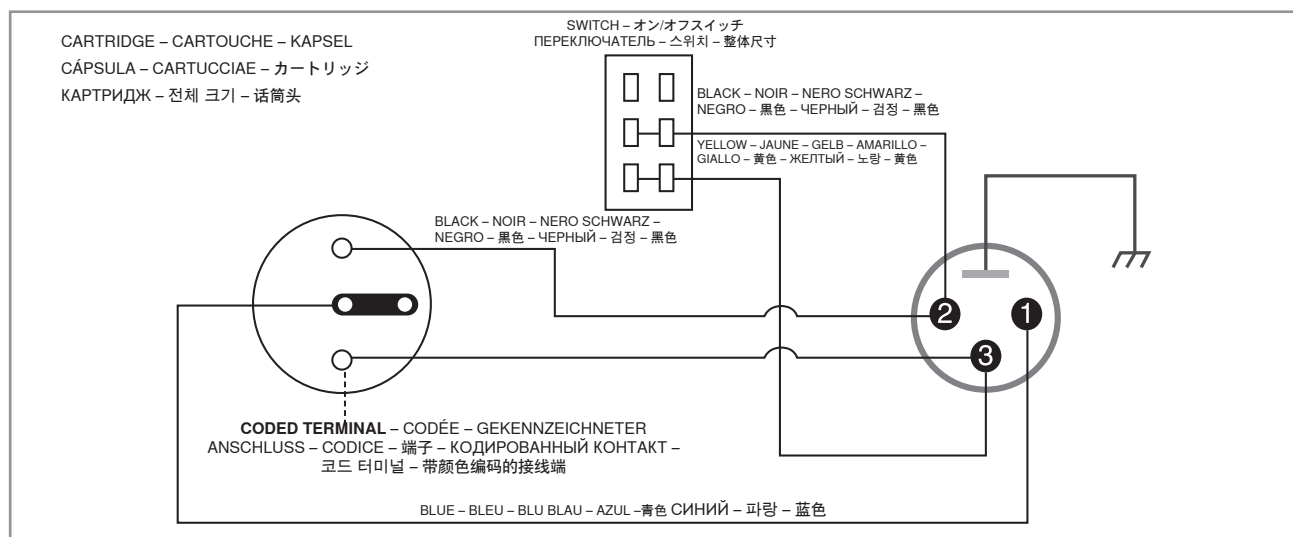 CARTRIDGE – CARTOUCHE – KAPSEL
CÁPSULA – CARTUCCIAE – カートリッジ
КАРТРИДЖ – 전체 크기 – 话筒头
SWITCH – オン/オフスイッチ
ПЕРЕКЛЮЧАТЕЛЬ – 스위치 – 整体尺寸
BLACK – NOIR – NERO SCHWARZ –
NEGRO – 黒色 – ЧЕРНЫЙ – 검정 – 黑色
YELLOW – JAUNE – GELB – AMARILLO –
GIALLO – 黄色 – ЖЕЛТЫЙ – 노랑 – 黄色
BLACK – NOIR – NERO SCHWARZ –
NEGRO – 黒色 – ЧЕРНЫЙ – 검정 – 黑色
2
1
3
CODED TERMINAL – CODÉE – GEKENNZEICHNETER
ANSCHLUSS – CODICE – 端子 – КОДИРОВАННЫЙ КОНТАКТ –
코드 터미널 – 带颜色编码的接线端
BLUE – BLEU – BLU BLAU – AZUL –青色 СИНИЙ – 파랑 – 蓝色